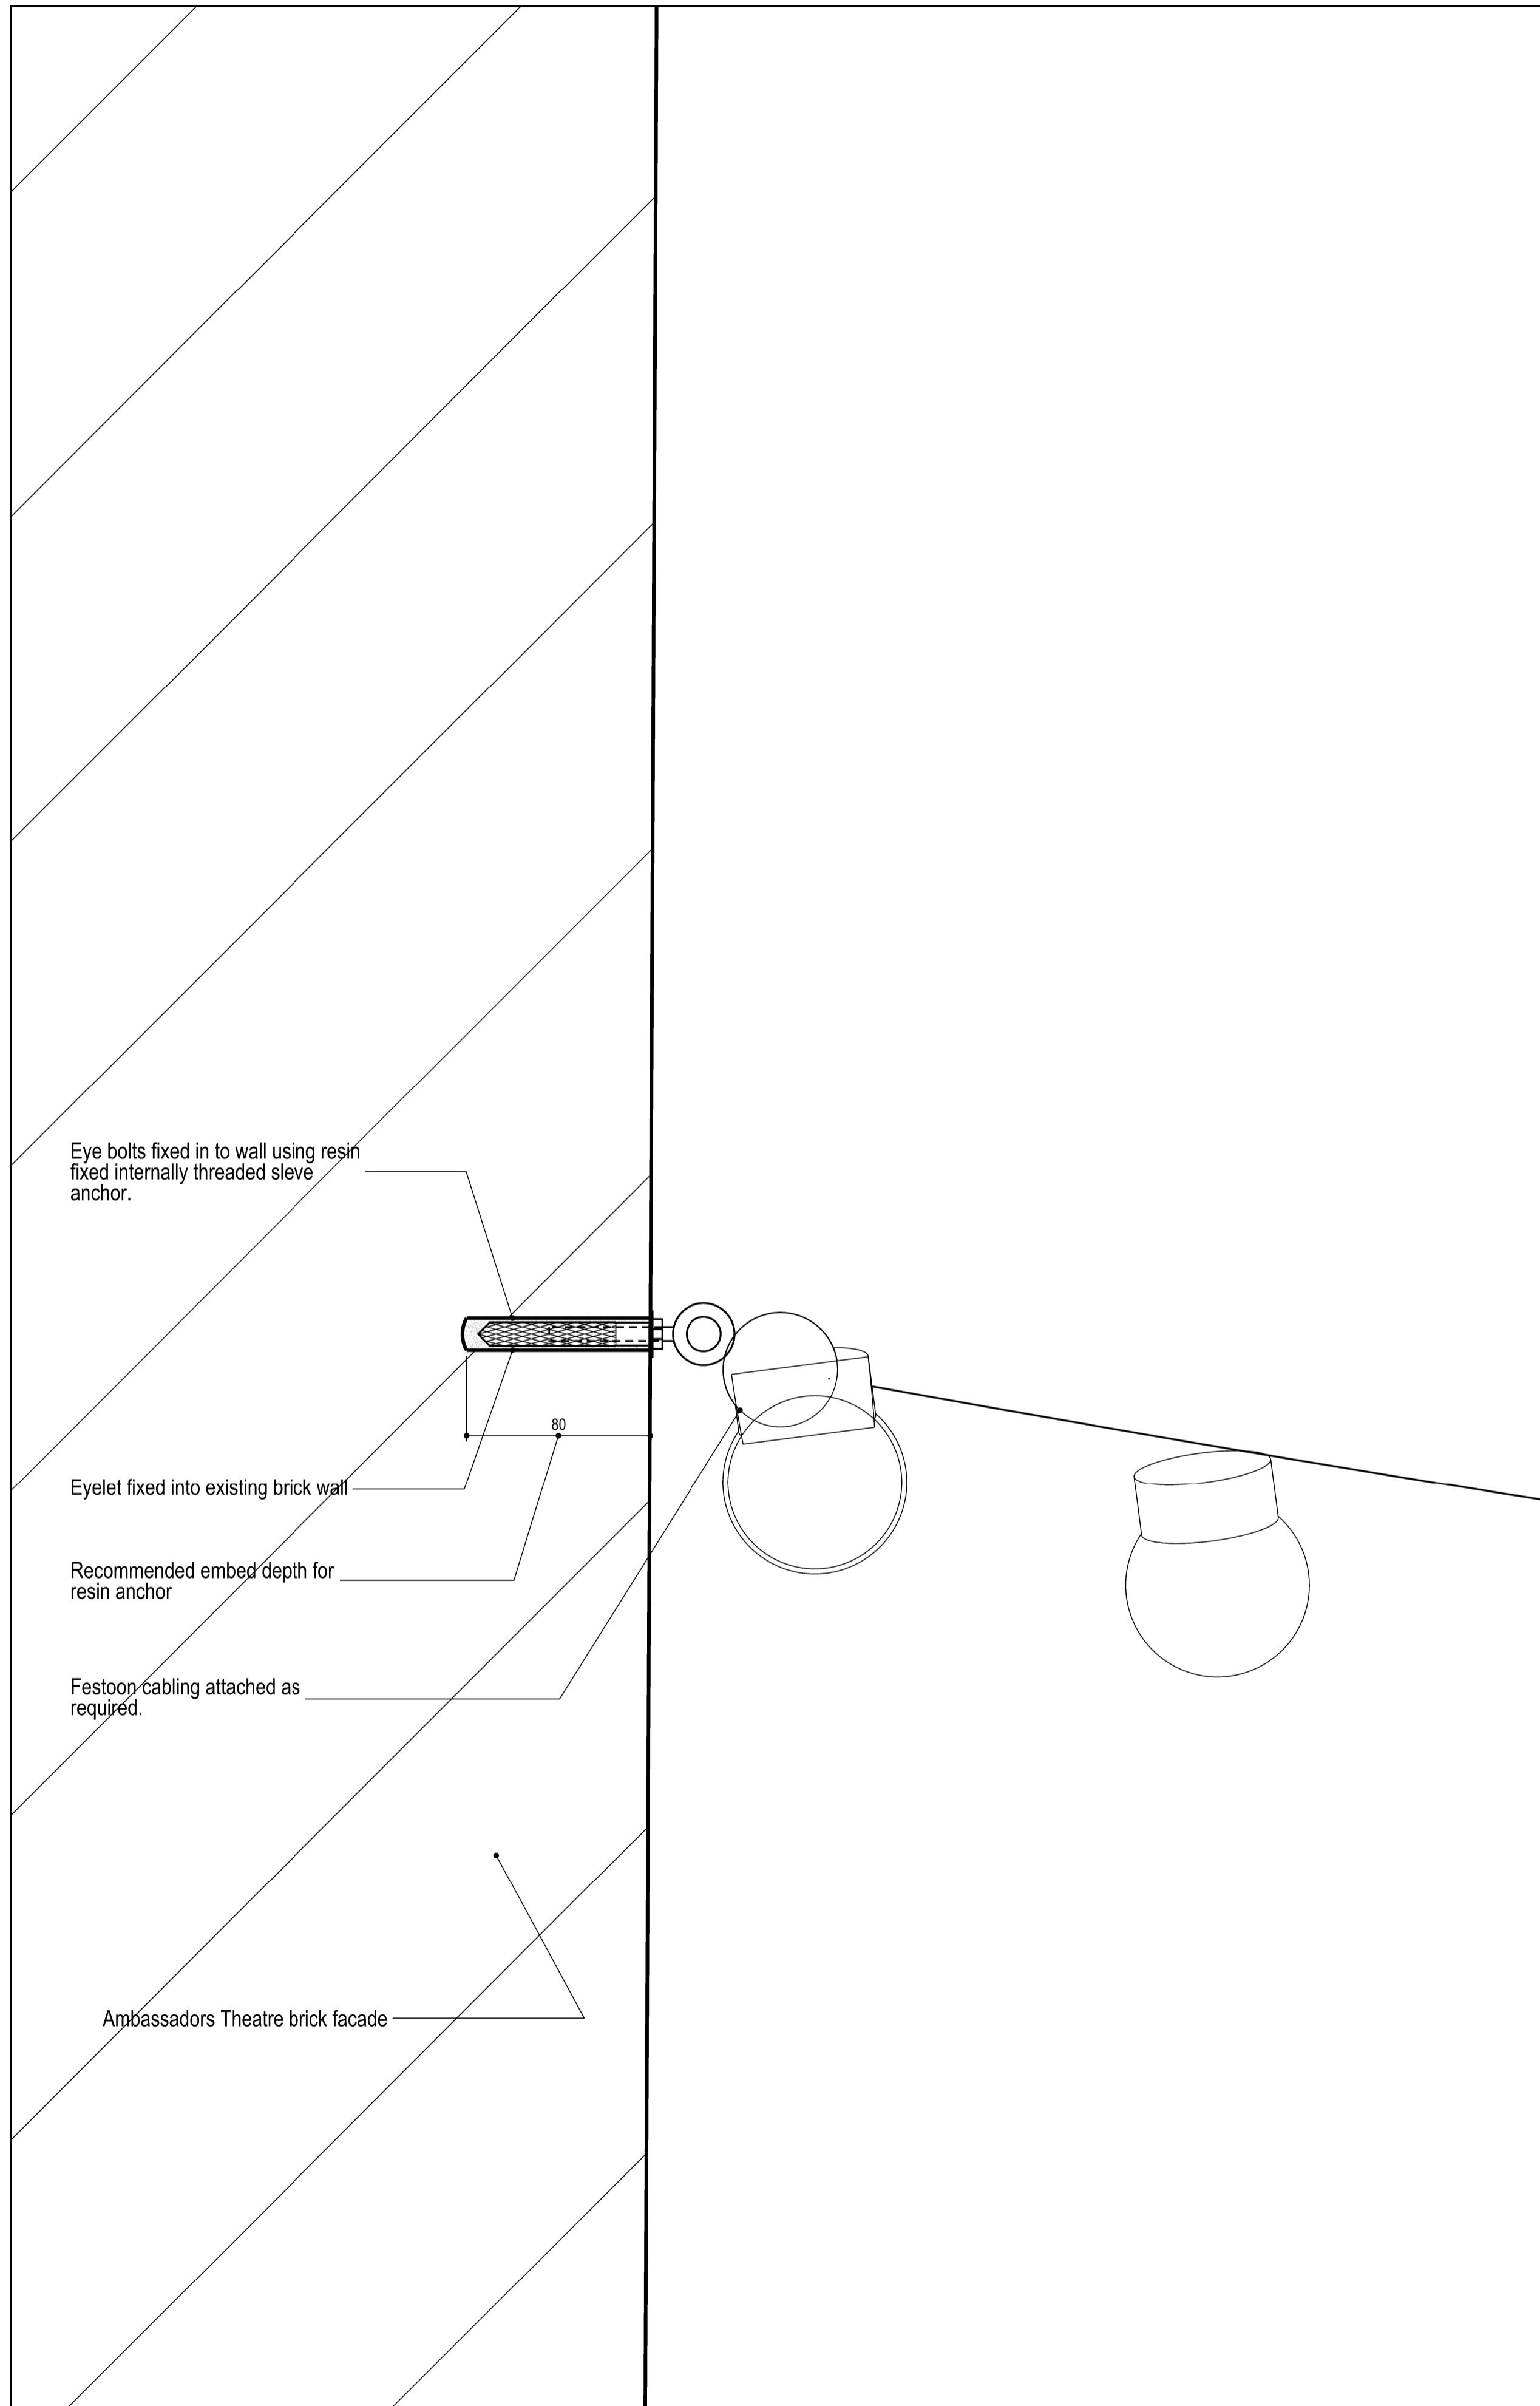 Eye bolts fixed in to wall using resin
fixed internally threaded sleve
anchor.
80
Eyelet fixed into existing brick wall
Recommended embed depth for
resin anchor
Festoon cabling attached as
required.
Ambassadors Theatre brick facade